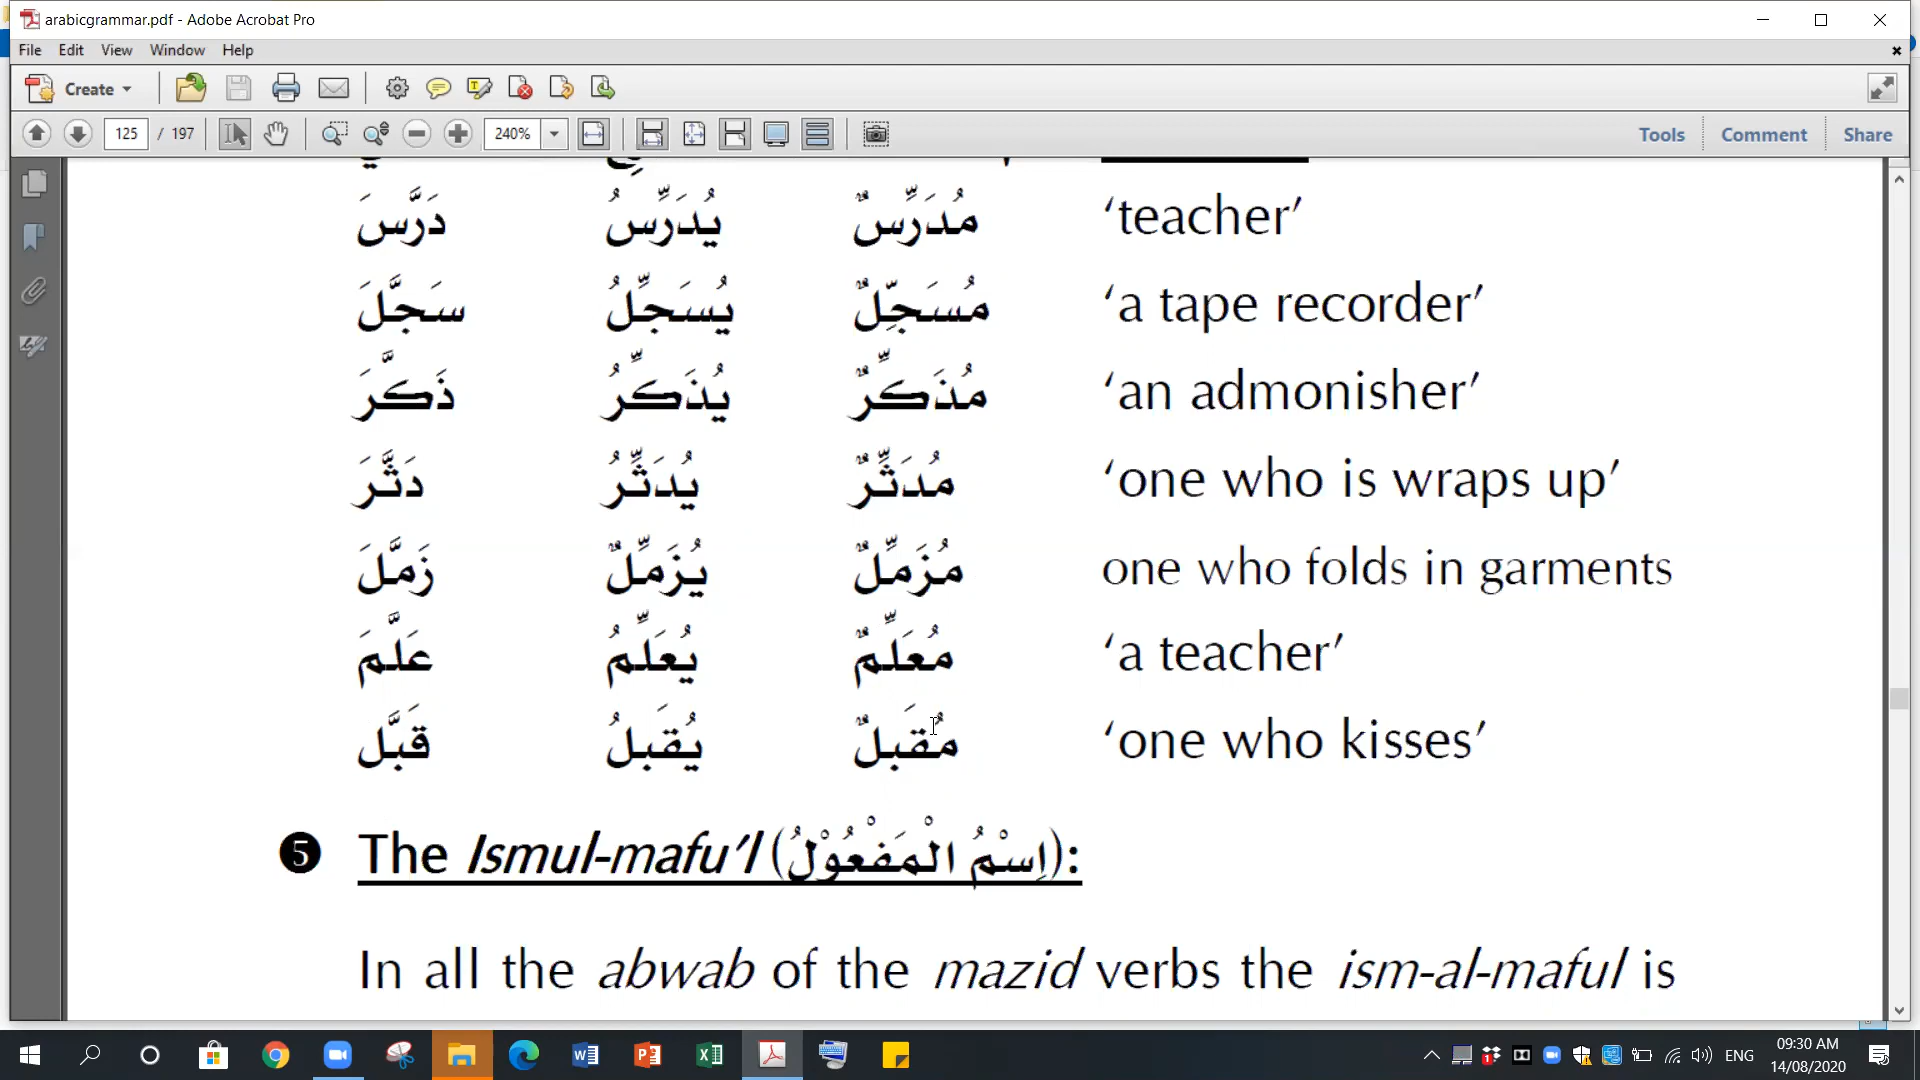 arabicgrammar.pdf - Adobe Acrobat Pro
File Edit View Window Help
Create
125 / 197 240% Tools Comment Share
دَرَّسَ يُدَرِّسُ مُدَرِّسٌ ‘teacher’
سَجَّلَ يُسَجِّلُ مُسَجِّلٌ ‘a tape recorder’
ذَكَّرَ يُذَكِّرُ مُذَكِّرٌ ‘an admonisher’
دَثَّرَ يُدَثِّرُ مُدَثِّرٌ ‘one who is wraps up’
زَمَّلَ يُزَمِّلٌ مُزَمِّلٌ one who folds in garments
عَلَّمَ يُعَلِّمُ مُعَلِّمٌ ‘a teacher’
قَبَّل يُقَبلُ مُقَبلٌ ‘one who kisses’
5 The Ismul-mafu’l (اِسْمُ الْمَفْعُوْلُ):
In all the abwab of the mazid verbs the ism-al-maful is
ENG 09:30 AM
14/08/2020